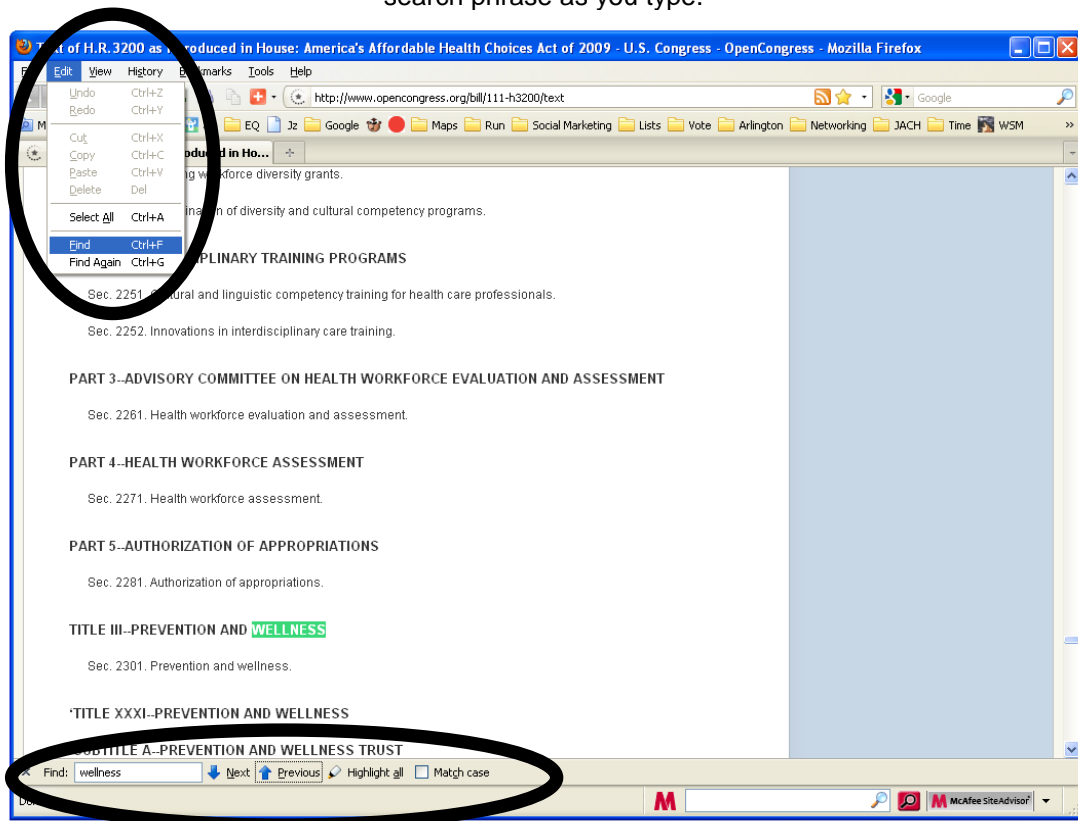 search phrase as you type.
of H.R.3200 as roduced in House: America's Affordable Health Choices Act of 2009 - U.S. Congress - OpenCongress - Mozilla Firefox
Edit View History Bookmarks Tools Help
http://www.opencongress.org/bill/111-h3200/text Google
M EQ Jz Google Maps Run Social Marketing Lists Vote Arlington Networking JACH Time WSM »
oduced in Ho...
Undo Ctrl+Z
Redo Ctrl+Y
Cut Ctrl+X
Copy Ctrl+C
Paste Ctrl+V
Delete Del
Select All Ctrl+A
Find Ctrl+F
Find Again Ctrl+G
ng workforce diversity grants.
ination of diversity and cultural competency programs.
PLINARY TRAINING PROGRAMS
Sec. 2251. Cultural and linguistic competency training for health care professionals.
Sec. 2252. Innovations in interdisciplinary care training.
PART 3--ADVISORY COMMITTEE ON HEALTH WORKFORCE EVALUATION AND ASSESSMENT
Sec. 2261. Health workforce evaluation and assessment.
PART 4--HEALTH WORKFORCE ASSESSMENT
Sec. 2271. Health workforce assessment.
PART 5--AUTHORIZATION OF APPROPRIATIONS
Sec. 2281. Authorization of appropriations.
TITLE III--PREVENTION AND WELLNESS
Sec. 2301. Prevention and wellness.
‘TITLE XXXI--PREVENTION AND WELLNESS
SUBTITLE A--PREVENTION AND WELLNESS TRUST
Find: wellness Next Previous Highlight all Match case
McAfee SiteAdvisor